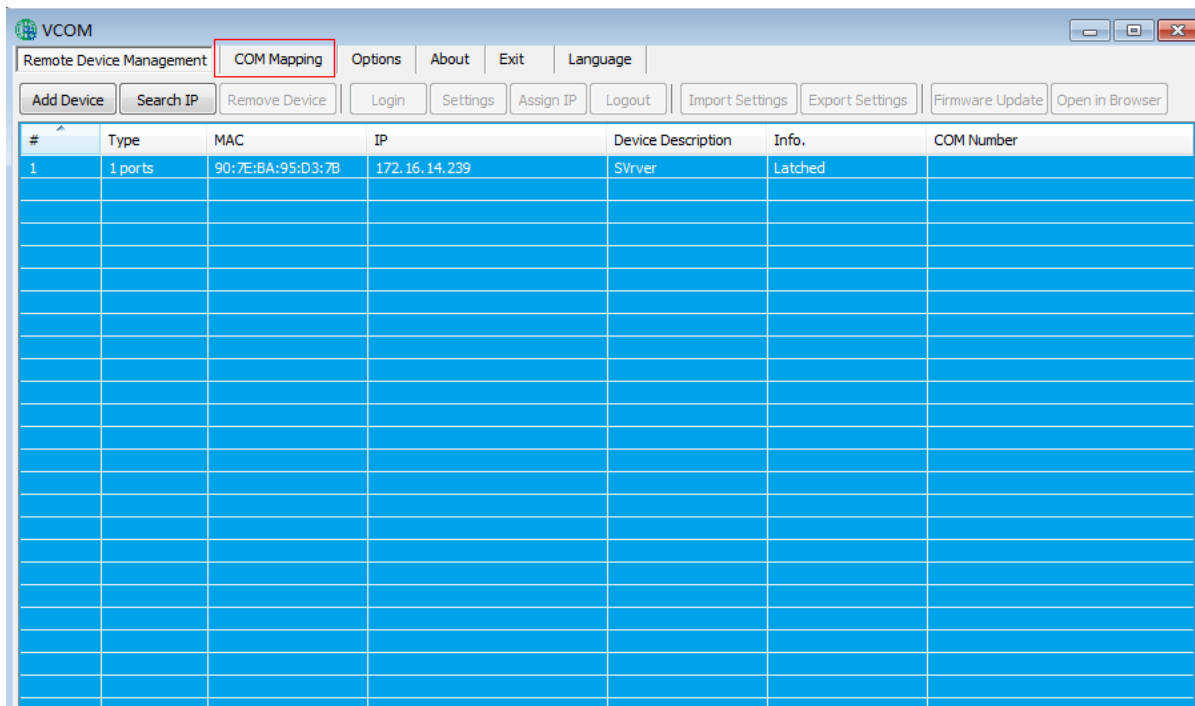 VCOM
Remote Device Management COM Mapping Options About Exit Language
Add Device Search IP Remove Device Login Settings Assign IP Logout Import Settings Export Settings Firmware Update Open in Browser
# Type MAC IP Device Description Info. COM Number
1 1 ports 90:7E:BA:95:D3:7B 172.16.14.239 SVrver Latched